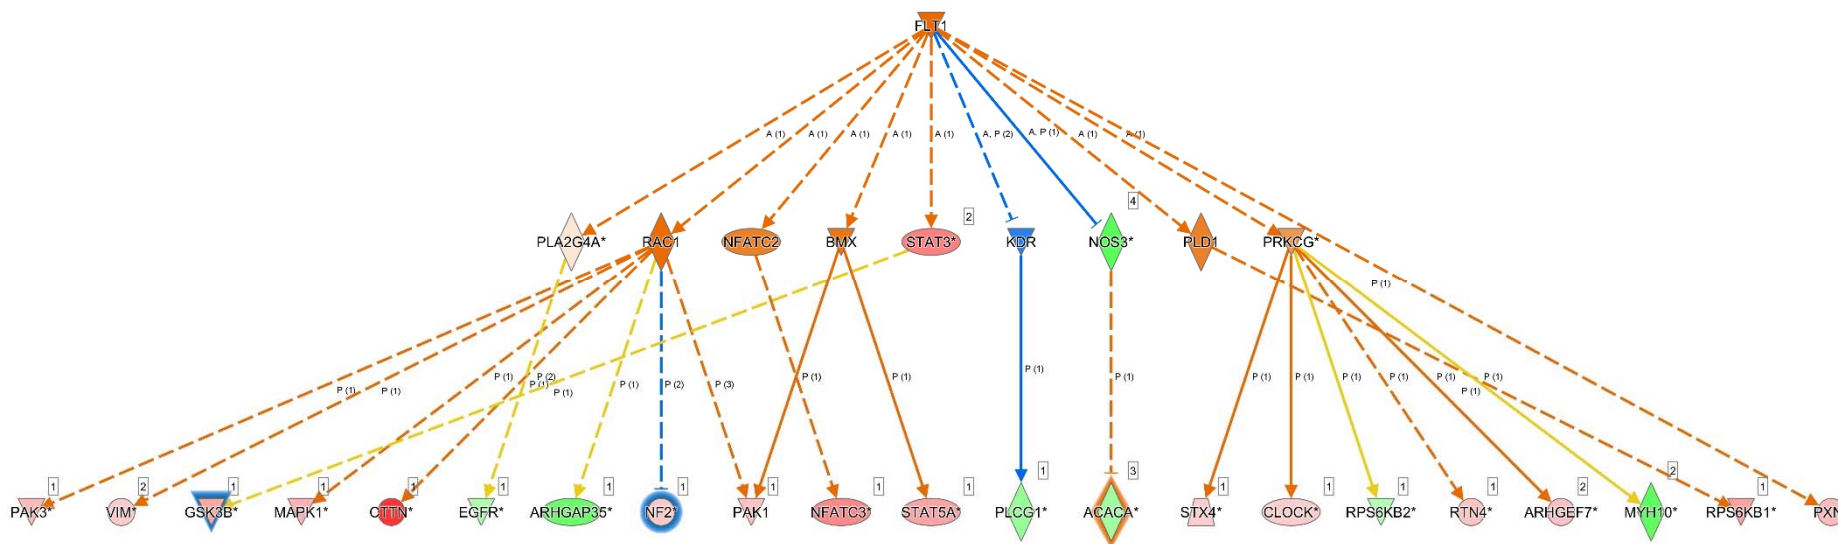 FLT1
A (1)
A (1)
A (1)
A (1)
A (1)
A, P (2)
A, P (1)
A (1)
A (1)
4
2
PLA2G4A*
RAC1
NFATC2
BMX
STAT3*
KDR
NOS3*
PLD1
PRKCG*
P (1)
P (1)
P (1)
P (1)
P (2)
P (1)
P (1)
P (1)
P (2)
P (3)
P (1)
P (1)
P (1)
P (1)
P (1)
P (1)
P (1)
P (1)
P (1)
P (1)
P (1)
1
2
1
1
1
1
1
1
1
1
1
1
3
1
1
1
1
2
2
1
PAK3*
VIM*
GSK3B*
MAPK1*
CTTN*
EGFR*
ARHGAP35*
NF2*
PAK1
NFATC3*
STAT5A*
PLCG1*
ACACA*
STX4*
CLOCK*
RPS6KB2*
RTN4*
ARHGEF7*
MYH10*
RPS6KB1*
PXN